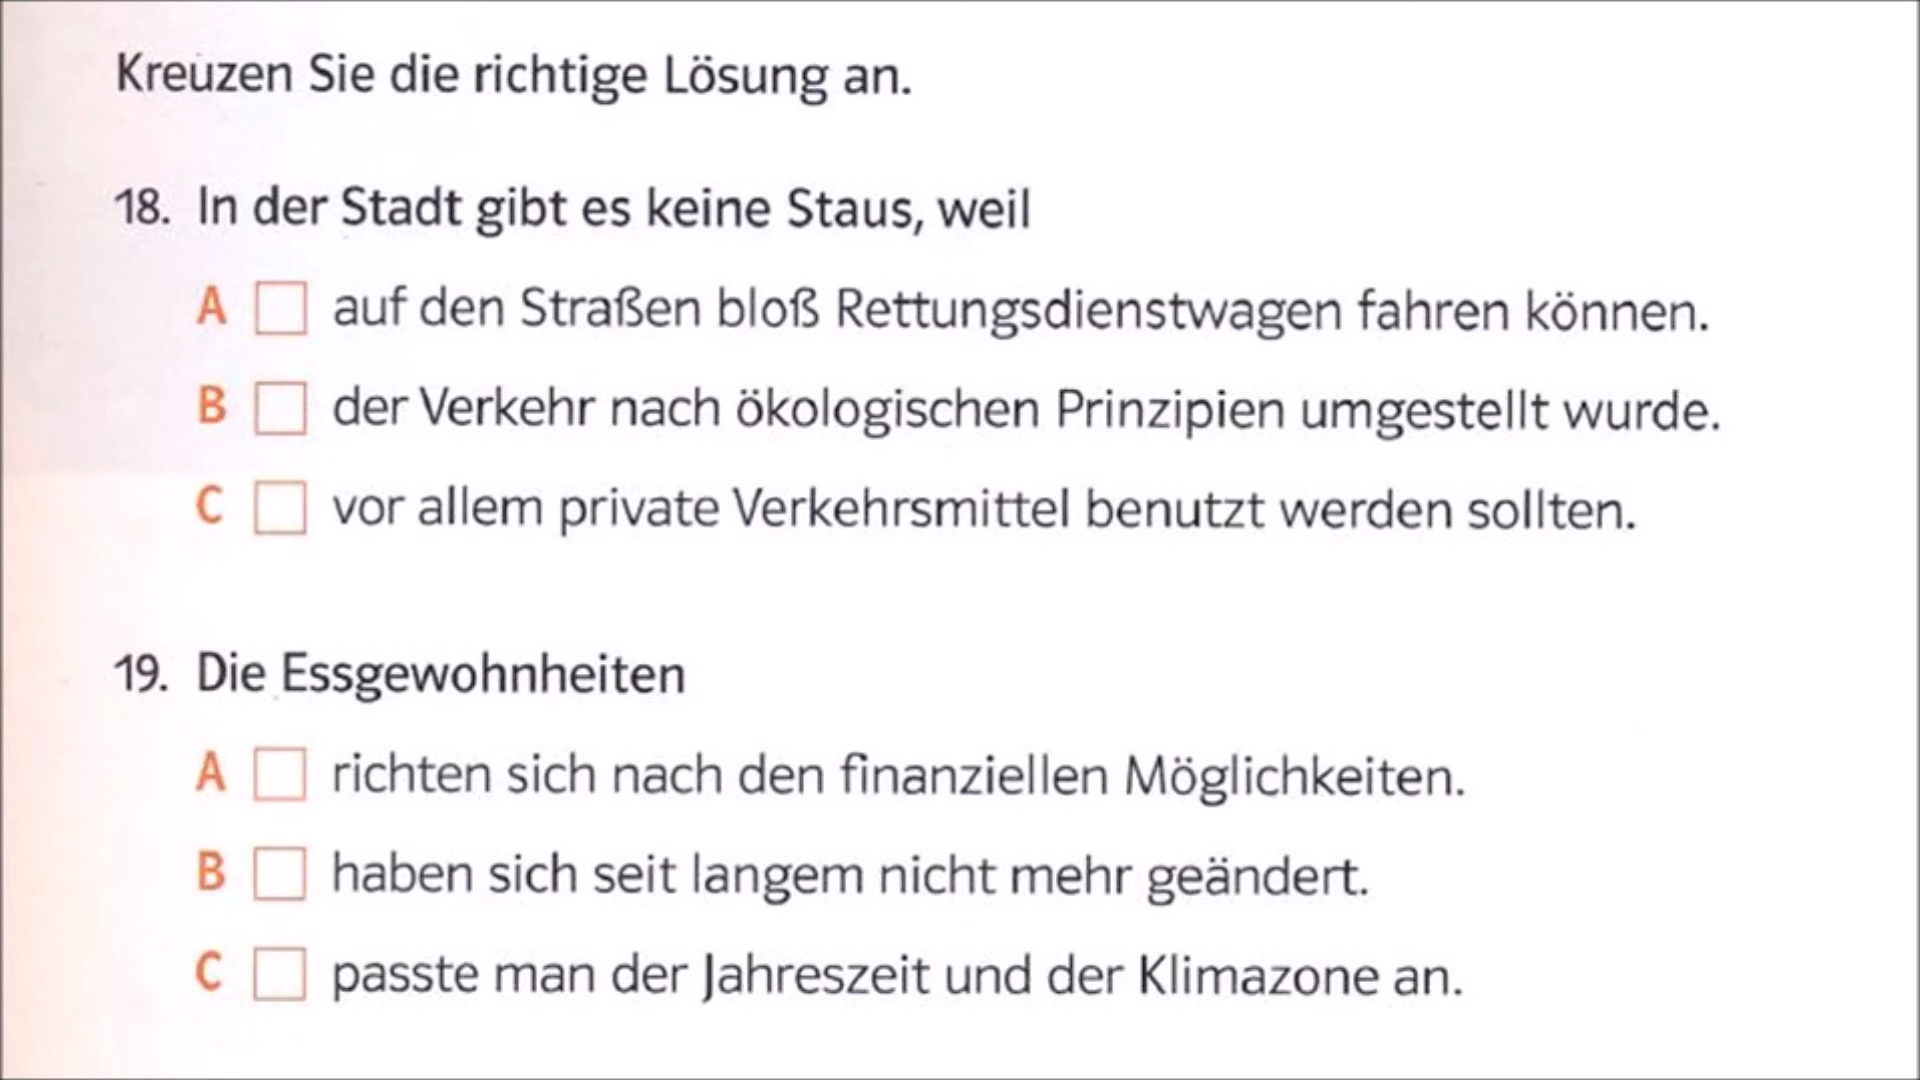 Kreuzen Sie die richtige Lösung an.
18. In der Stadt gibt es keine Staus, weil
A auf den Straßen bloß Rettungsdienstwagen fahren können.
B der Verkehr nach ökologischen Prinzipien umgestellt wurde.
C vor allem private Verkehrsmittel benutzt werden sollten.
19. Die Essgewohnheiten
A richten sich nach den finanziellen Möglichkeiten.
B haben sich seit langem nicht mehr geändert.
C passte man der Jahreszeit und der Klimazone an.